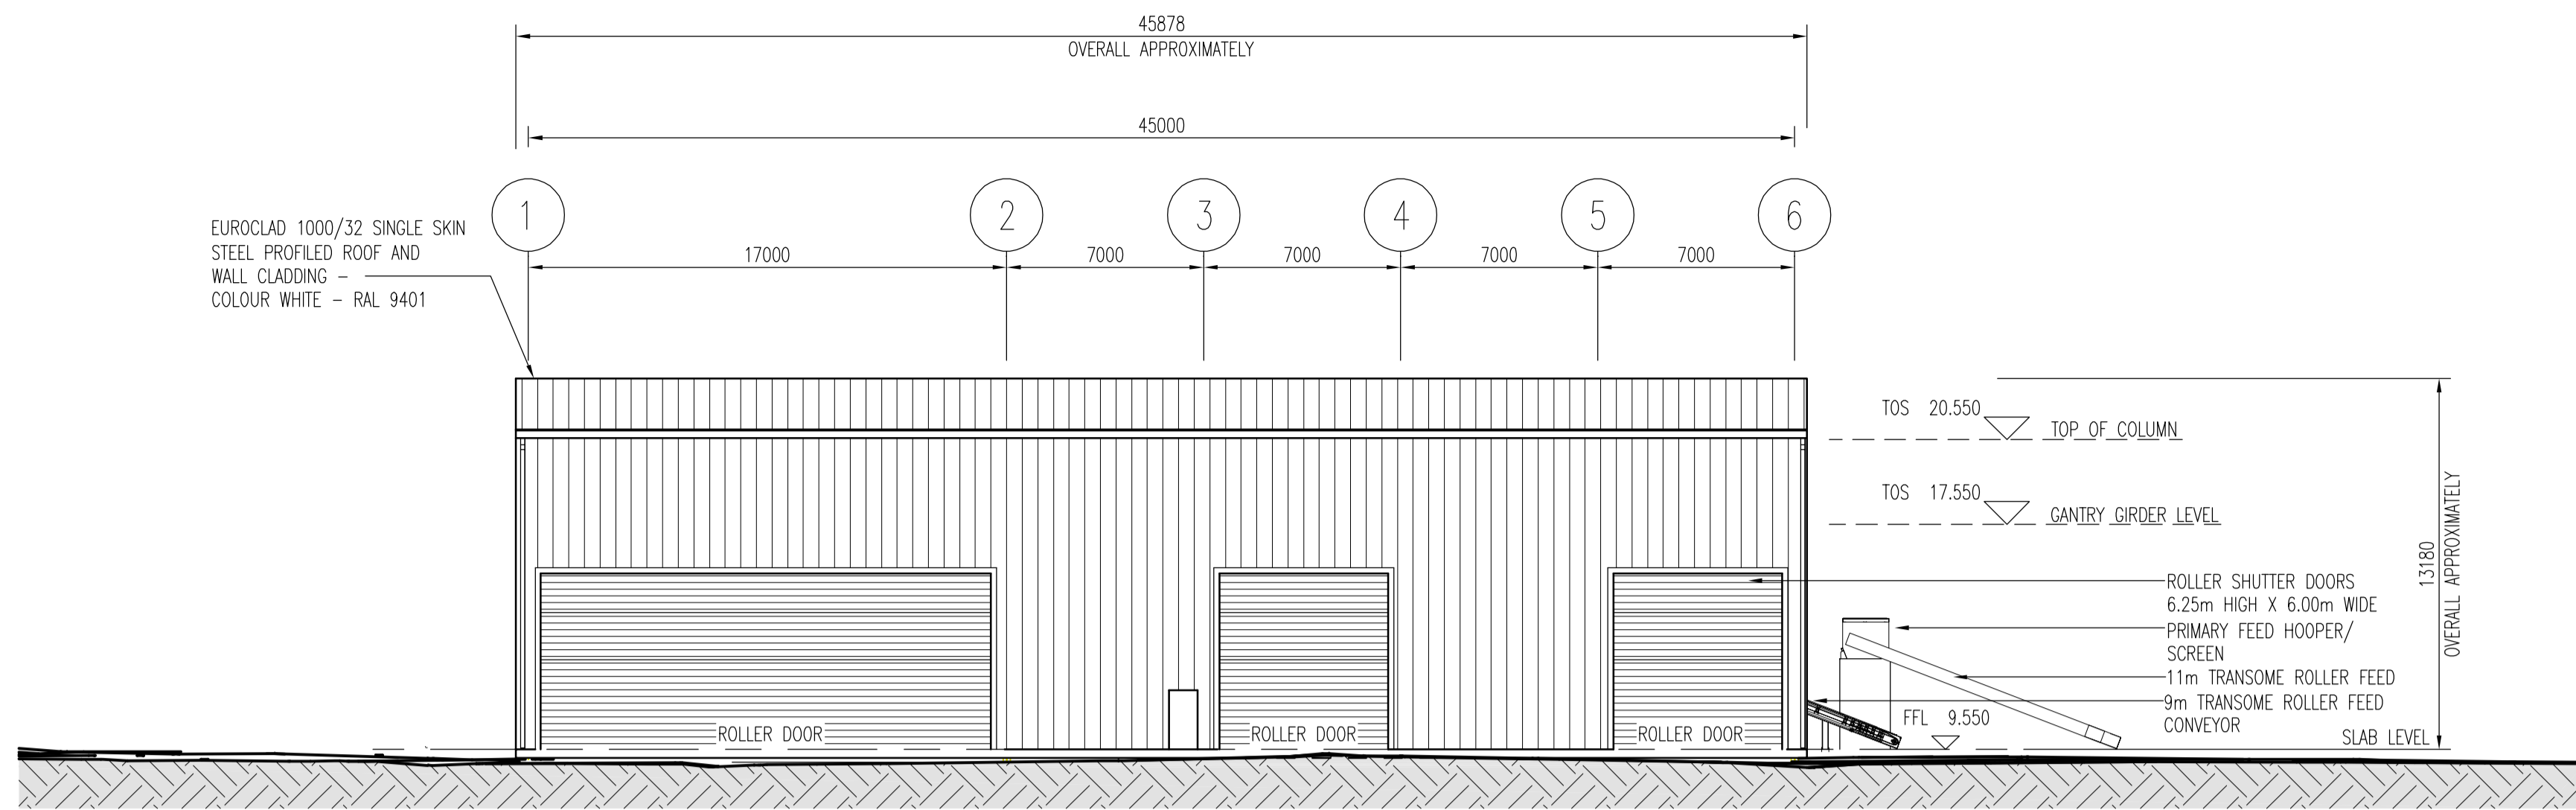 45878
OVERALL APPROXIMATELY
45000
1
2
3
4
5
6
EUROCLAD 1000/32 SINGLE SKIN
STEEL PROFILED ROOF AND
WALL CLADDING –
COLOUR WHITE – RAL 9401
17000
7000
7000
7000
7000
TOS 20.550
TOP OF COLUMN
TOS 17.550
GANTRY GIRDER LEVEL
13180
OVERALL APPROXIMATELY
ROLLER SHUTTER DOORS
6.25m HIGH X 6.00m WIDE
PRIMARY FEED HOOPER/
SCREEN
11m TRANSOME ROLLER FEED
9m TRANSOME ROLLER FEED
CONVEYOR
FFL 9.550
SLAB LEVEL
ROLLER DOOR
ROLLER DOOR
ROLLER DOOR